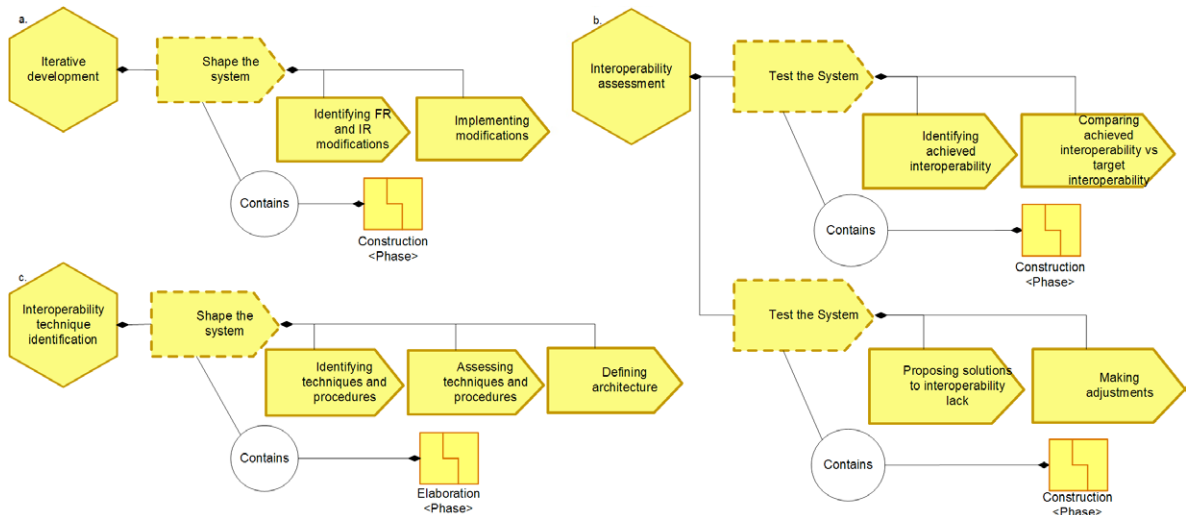 a.
Iterative
development
Shape the
system
Identifying FR
and IR
modifications
Implementing
modifications
Contains
Construction
<Phase>
b.
Interoperability
assessment
Test the System
Identifying
achieved
interoperability
Comparing
achieved
interoperability vs
target
interoperability
Contains
Construction
<Phase>
Test the System
Proposing solutions
to interoperability
lack
Making
adjustments
Contains
Construction
<Phase>
c.
Interoperability
technique
identification
Shape the
system
Identifying
techniques and
procedures
Assessing
techniques and
procedures
Defining
architecture
Contains
Elaboration
<Phase>